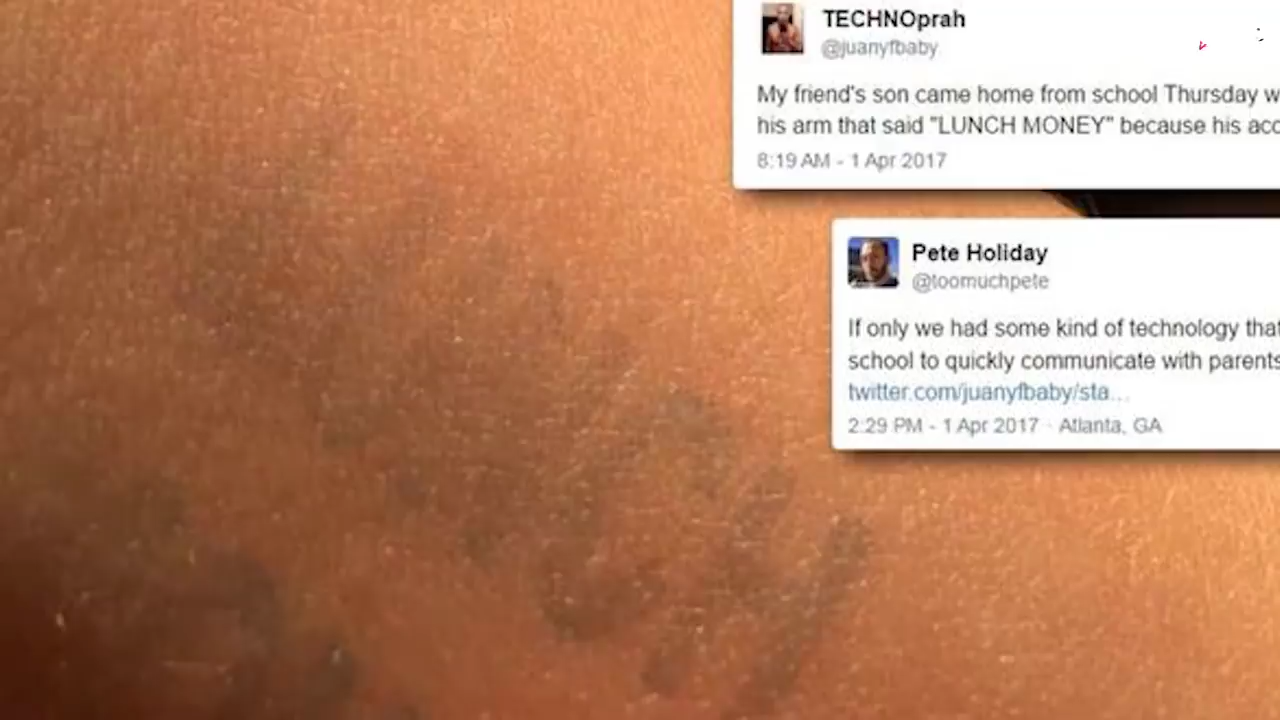 TECHNOprah
@juanyfbaby
My friend's son came home from school Thursday w
his arm that said "LUNCH MONEY" because his acc
8:19 AM - 1 Apr 2017
Pete Holiday
@toomuchpete
If only we had some kind of technology that
school to quickly communicate with parents
twitter.com/juanyfbaby/sta...
2:29 PM - 1 Apr 2017 · Atlanta, GA